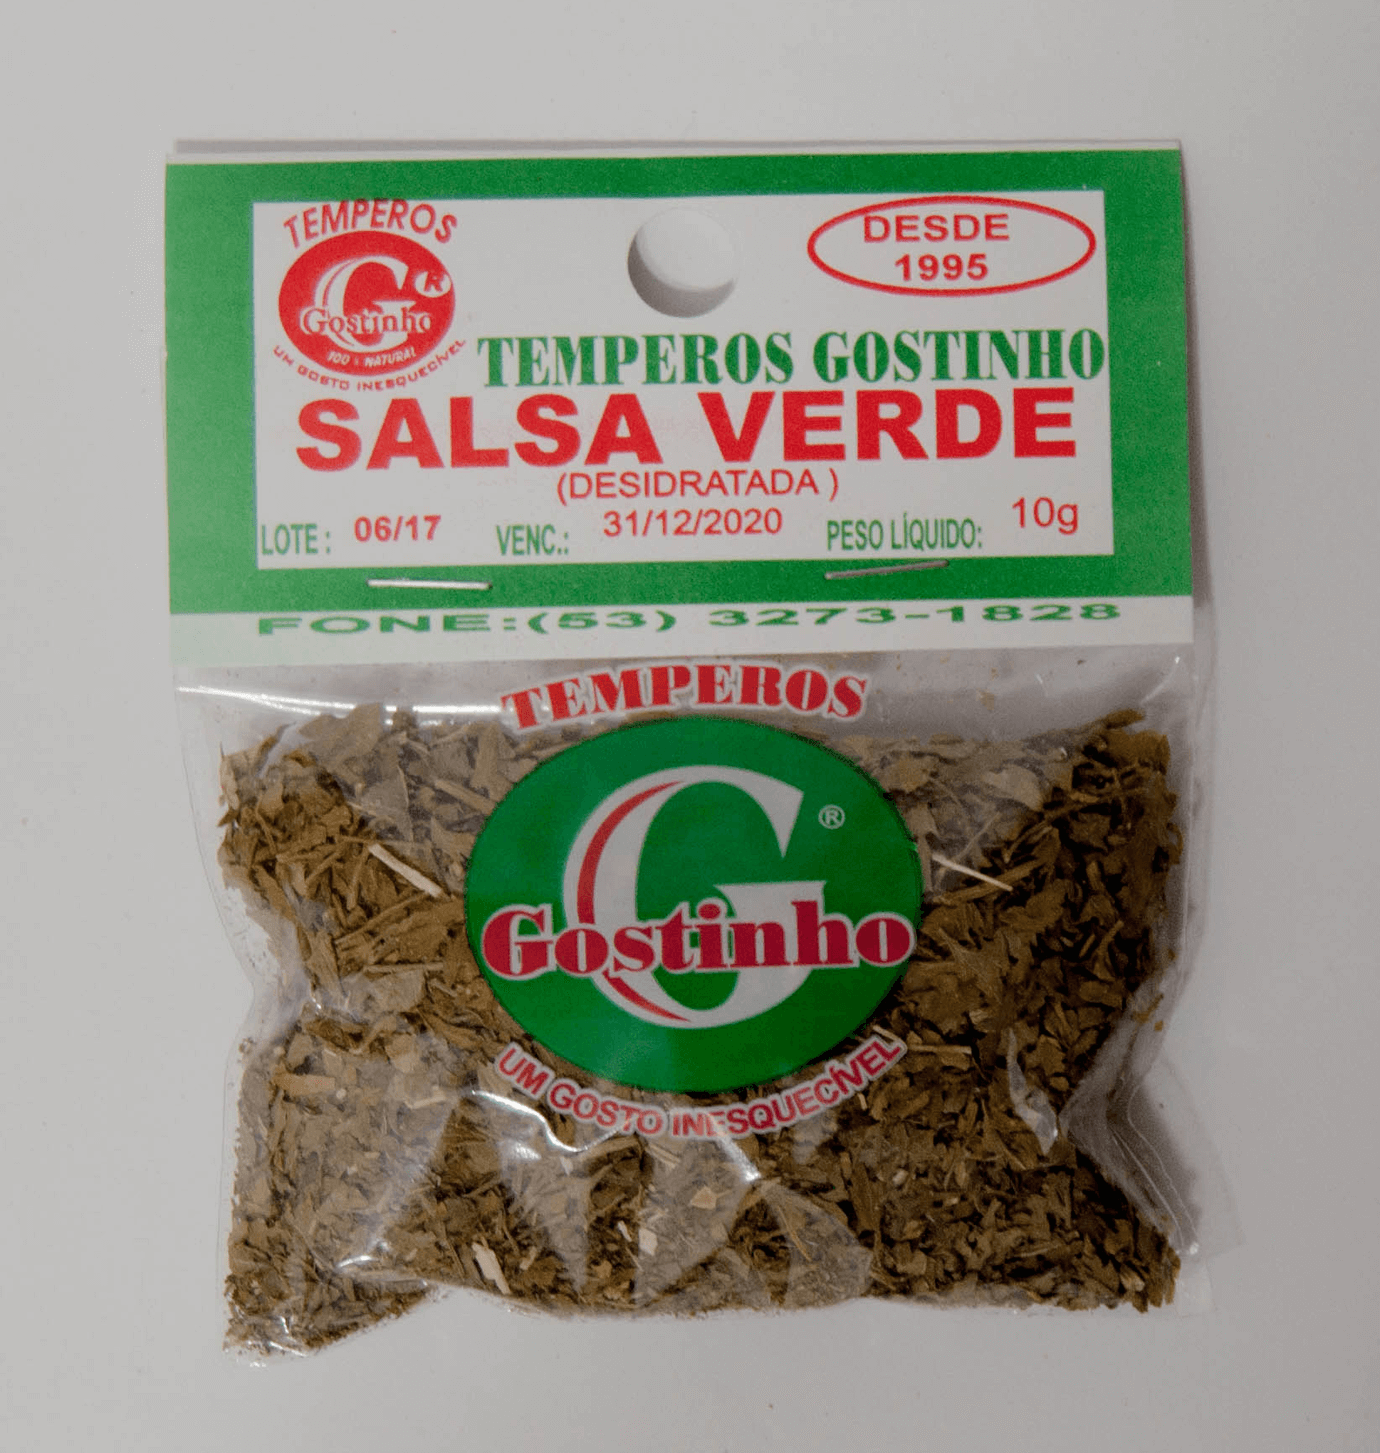 TEMPEROS
G ®
Gostinho
100% NATURAL
UM GOSTO INESQUECÍVEL
DESDE
1995
TEMPEROS GOSTINHO
SALSA VERDE
(DESIDRATADA )
LOTE: 06/17 VENC.: 31/12/2020 PESO LÍQUIDO: 10g
FONE:(53) 3273-1828
TEMPEROS
G ®
Gostinho
UM GOSTO INESQUECÍVEL